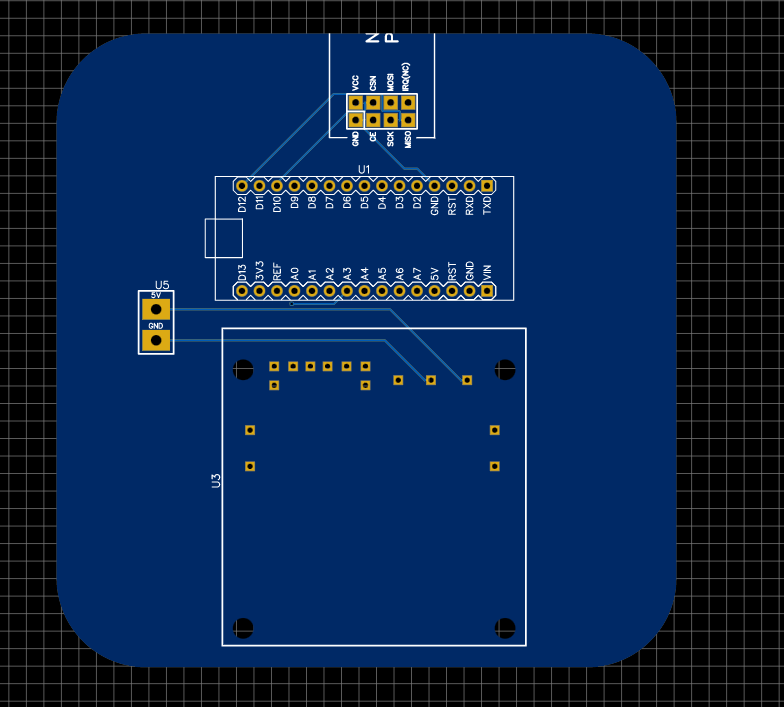 N
P
VCC CSN MOSI IRQ(NC)
GND CE SCK MISO
U1
D12 D11 D10 D9 D8 D7 D6 D5 D4 D3 D2 GND RST RXD TXD
D13 3V3 REF A0 A1 A2 A3 A4 A5 A6 A7 5V RST GND VIN
U5
5V
GND
U3